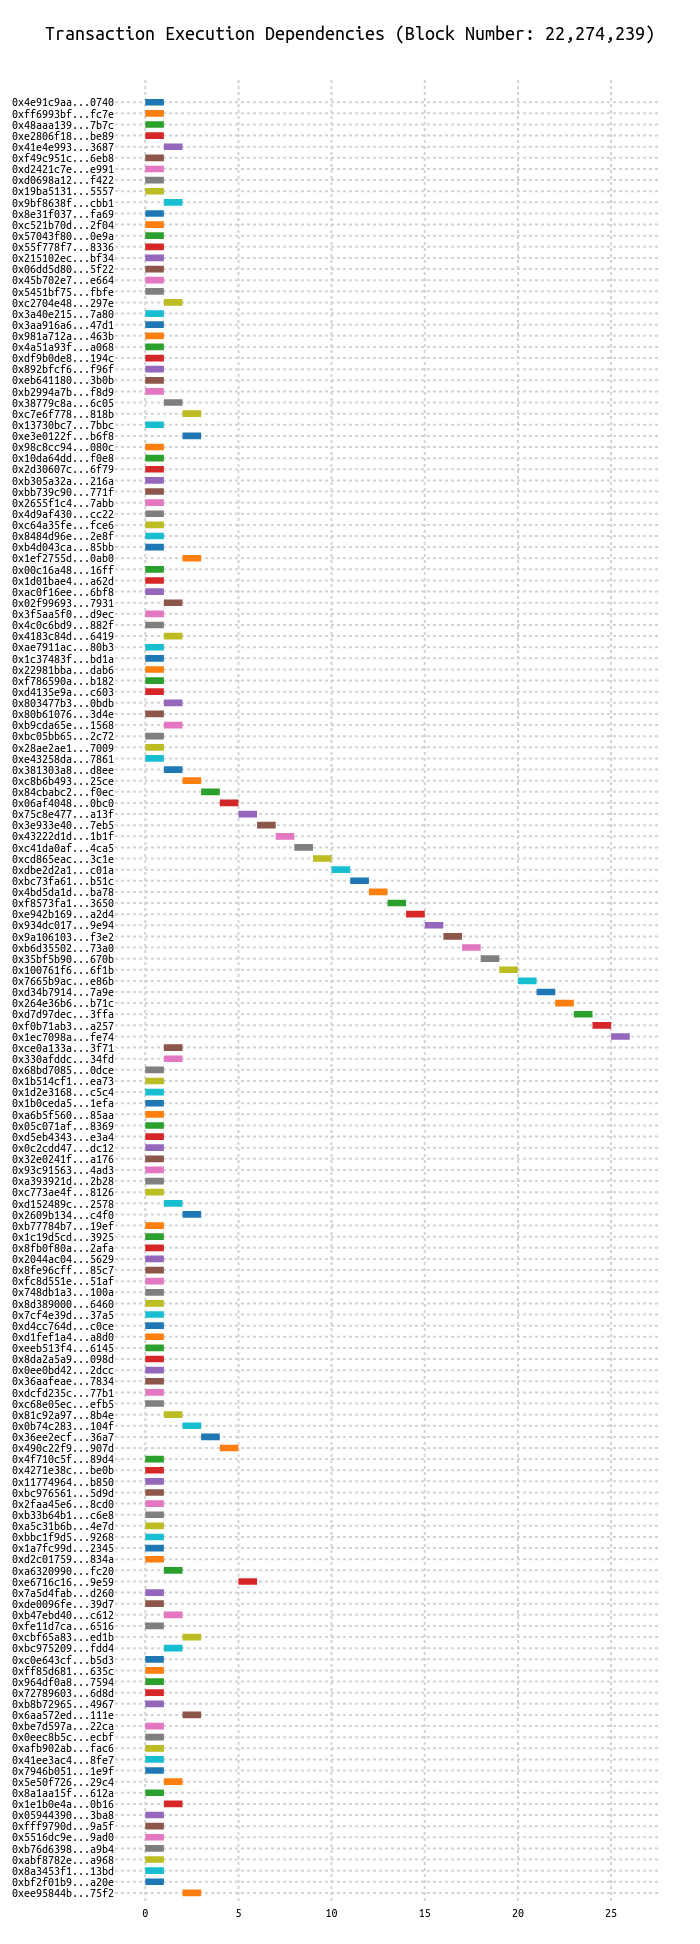 Transaction Execution Dependencies (Block Number: 22,274,239)
0x4e91c9aa...0740
0xff6993bf...fc7e
0x48aaa139...7b7c
0xe2806f18...be89
0x41e4e993...3687
0xf49c951c...6eb8
0xd2421c7e...e991
0xd0698a12...f422
0x19ba5131...5557
0x9bf8638f...cbb1
0x8e31f037...fa69
0xc521b70d...2f04
0x57043f80...0e9a
0x55f778f7...8336
0x215102ec...bf34
0x06dd5d80...5f22
0x45b702e7...e664
0x5451bf75...fbfe
0xc2704e48...297e
0x3a40e215...7a80
0x3aa916a6...47d1
0x981a712a...463b
0x4a51a93f...a068
0xdf9b0de8...194c
0x892bfcf6...f96f
0xeb641180...3b0b
0xb2994a7b...f8d9
0x38779c8a...6c05
0xc7e6f778...818b
0x13730bc7...7bbc
0xe3e0122f...b6f8
0x98c8cc94...080c
0x10da64dd...f0e8
0x2d30607c...6f79
0xb305a32a...216a
0xbb739c90...771f
0x2655f1c4...7abb
0x4d9af430...cc22
0xc64a35fe...fce6
0x8484d96e...2e8f
0xb4d043ca...85bb
0x1ef2755d...0ab0
0x00c16a48...16ff
0x1d01bae4...a62d
0xac0f16ee...6bf8
0x02f99693...7931
0x3f5aa5f0...d9ec
0x4c0c6bd9...882f
0x4183c84d...6419
0xae7911ac...80b3
0x1c37483f...bd1a
0x22981bba...dab6
0xf786590a...b182
0xd4135e9a...c603
0x803477b3...0bdb
0x80b61076...3d4e
0xb9cda65e...1568
0xbc05bb65...2c72
0x28ae2ae1...7009
0xe43258da...7861
0x381303a8...d8ee
0xc8b6b493...25ce
0x84cbabc2...f0ec
0x06af4048...0bc0
0x75c8e477...a13f
0x3e933e40...7eb5
0x43222d1d...1b1f
0xc41da0af...4ca5
0xcd865eac...3c1e
0xdbe2d2a1...c01a
0xbc73fa61...b51c
0x4bd5da1d...ba78
0xf8573fa1...3650
0xe942b169...a2d4
0x934dc017...9e94
0x9a106103...f3e2
0xb6d35502...73a0
0x35bf5b90...670b
0x100761f6...6f1b
0x7665b9ac...e86b
0xd34b7914...7a9e
0x264e36b6...b71c
0xd7d97dec...3ffa
0xf0b71ab3...a257
0x1ec7098a...fe74
0xce0a133a...3f71
0x330afddc...34fd
0x68bd7085...0dce
0x1b514cf1...ea73
0x1d2e3168...c5c4
0x1b0ceda5...1efa
0xa6b5f560...85aa
0x05c071af...8369
0xd5eb4343...e3a4
0x0c2cdd47...dc12
0x32e0241f...a176
0x93c91563...4ad3
0xa393921d...2b28
0xc773ae4f...8126
0xd152489c...2578
0x2609b134...c4f0
0xb77784b7...19ef
0x1c19d5cd...3925
0x8fb0f80a...2afa
0x2044ac04...5629
0x8fe96cff...85c7
0xfc8d551e...51af
0x748db1a3...100a
0x8d389000...6460
0x7cf4e39d...37a5
0xd4cc764d...c0ce
0xd1fef1a4...a8d0
0xeeb513f4...6145
0x8da2a5a9...098d
0x0ee0bd42...2dcc
0x36aafeae...7834
0xdcfd235c...77b1
0xc68e05ec...efb5
0x81c92a97...8b4e
0x0b74c283...104f
0x36ee2ecf...36a7
0x490c22f9...907d
0x4f710c5f...89d4
0x4271e38c...be0b
0x11774964...b850
0xbc976561...5d9d
0x2faa45e6...8cd0
0xb33b64b1...c6e8
0xa5c31b6b...4e7d
0xbbc1f9d5...9268
0x1a7fc99d...2345
0xd2c01759...834a
0xa6320990...fc20
0xe6716c16...9e59
0x7a5d4fab...d260
0xde0096fe...39d7
0xb47ebd40...c612
0xfe11d7ca...6516
0xcbf65a83...ed1b
0xbc975209...fdd4
0xc0e643cf...b5d3
0xff85d681...635c
0x964df0a8...7594
0x72789603...6d8d
0xb8b72965...4967
0x6aa572ed...111e
0xbe7d597a...22ca
0x0eec8b5c...ecbf
0xafb902ab...fac6
0x41ee3ac4...8fe7
0x7946b051...1e9f
0x5e50f726...29c4
0x8a1aa15f...612a
0x1e1b0e4a...0b16
0x05944390...3ba8
0xfff9790d...9a5f
0x5516dc9e...9ad0
0xb76d6398...a9b4
0xabf8782e...a968
0x8a3453f1...13bd
0xbf2f01b9...a20e
0xee95844b...75f2
0 5 10 15 20 25